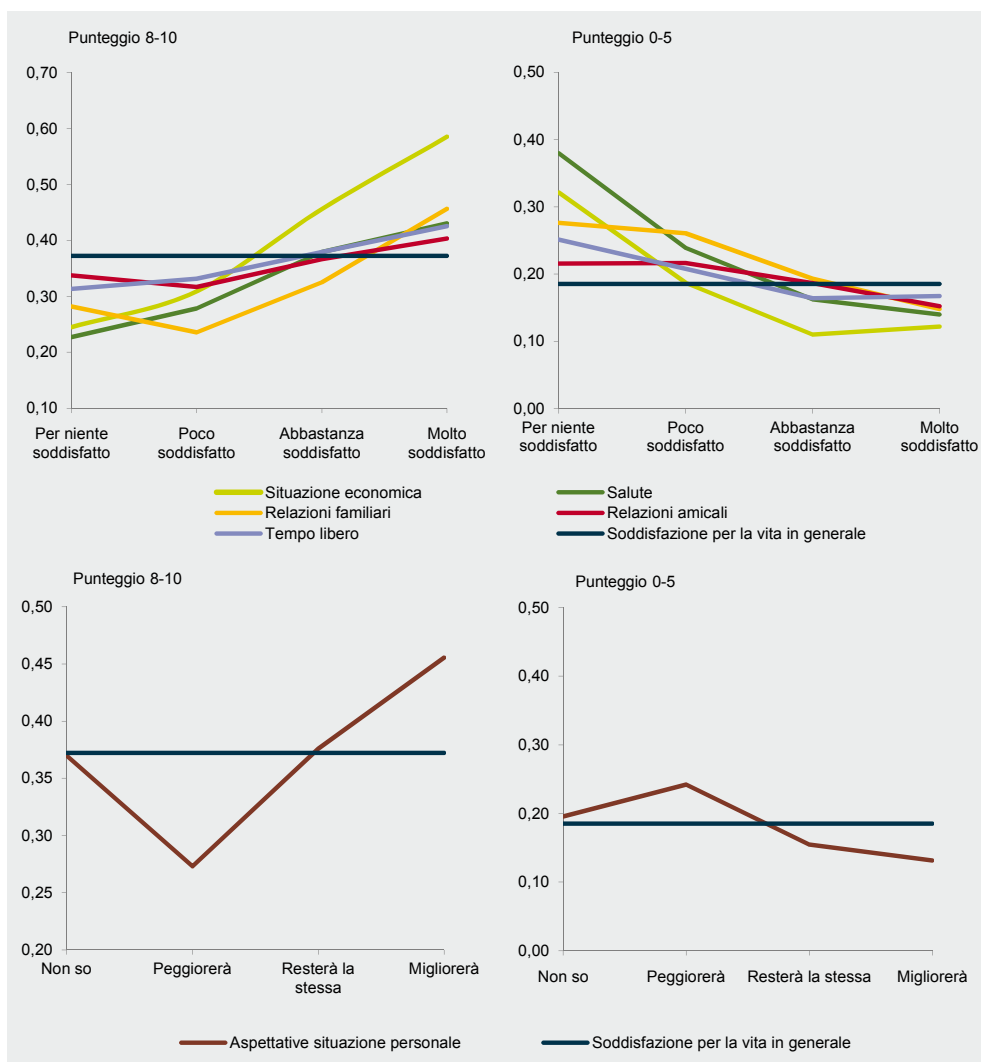 Punteggio 8-10
0,70
0,60
0,50
0,40
0,30
0,20
0,10
Per niente
soddisfatto
Poco
soddisfatto
Abbastanza
soddisfatto
Molto
soddisfatto
Punteggio 0-5
0,50
0,40
0,30
0,20
0,10
0,00
Per niente
soddisfatto
Poco
soddisfatto
Abbastanza
soddisfatto
Molto
soddisfatto
Situazione economica
Salute
Relazioni familiari
Relazioni amicali
Tempo libero
Soddisfazione per la vita in generale
Punteggio 8-10
0,50
0,45
0,40
0,35
0,30
0,25
0,20
Non so
Peggiorerà
Resterà la
stessa
Migliorerà
Punteggio 0-5
0,50
0,40
0,30
0,20
0,10
0,00
Non so
Peggiorerà
Resterà la stessa
Migliorerà
Aspettative situazione personale
Soddisfazione per la vita in generale